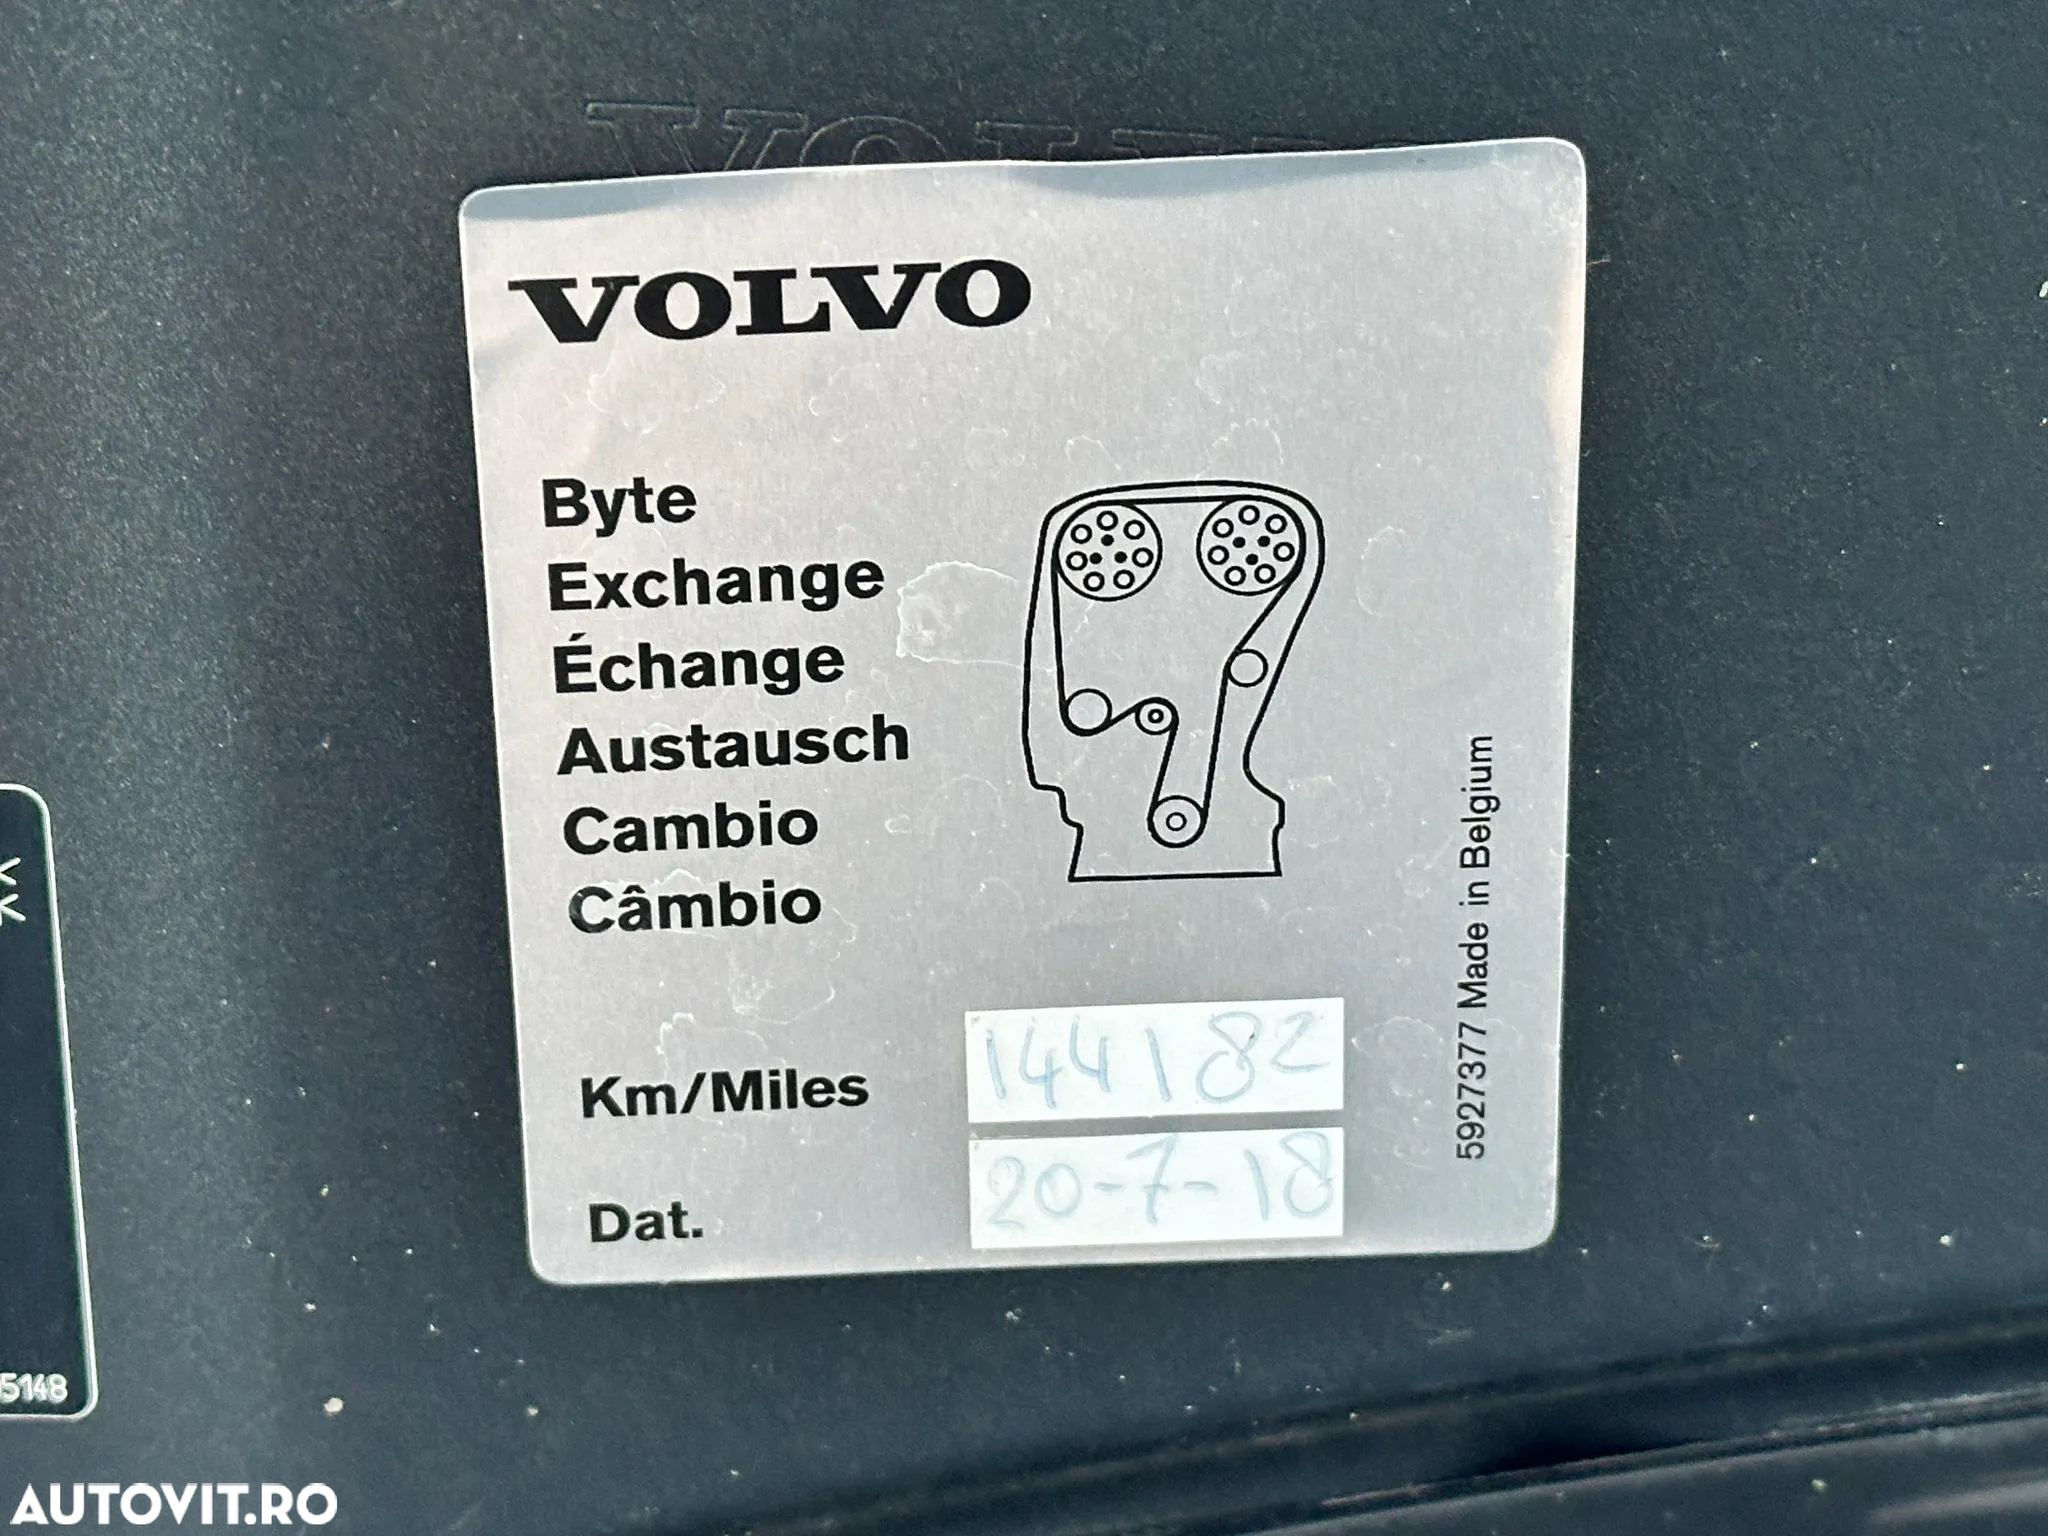 VOLVO
VOLVO
Byte
Exchange
Échange
Austausch
Cambio
Câmbio
Km/Miles 144182
Dat. 20-7-18
5927377 Made in Belgium
5148
AUTOVIT.RO